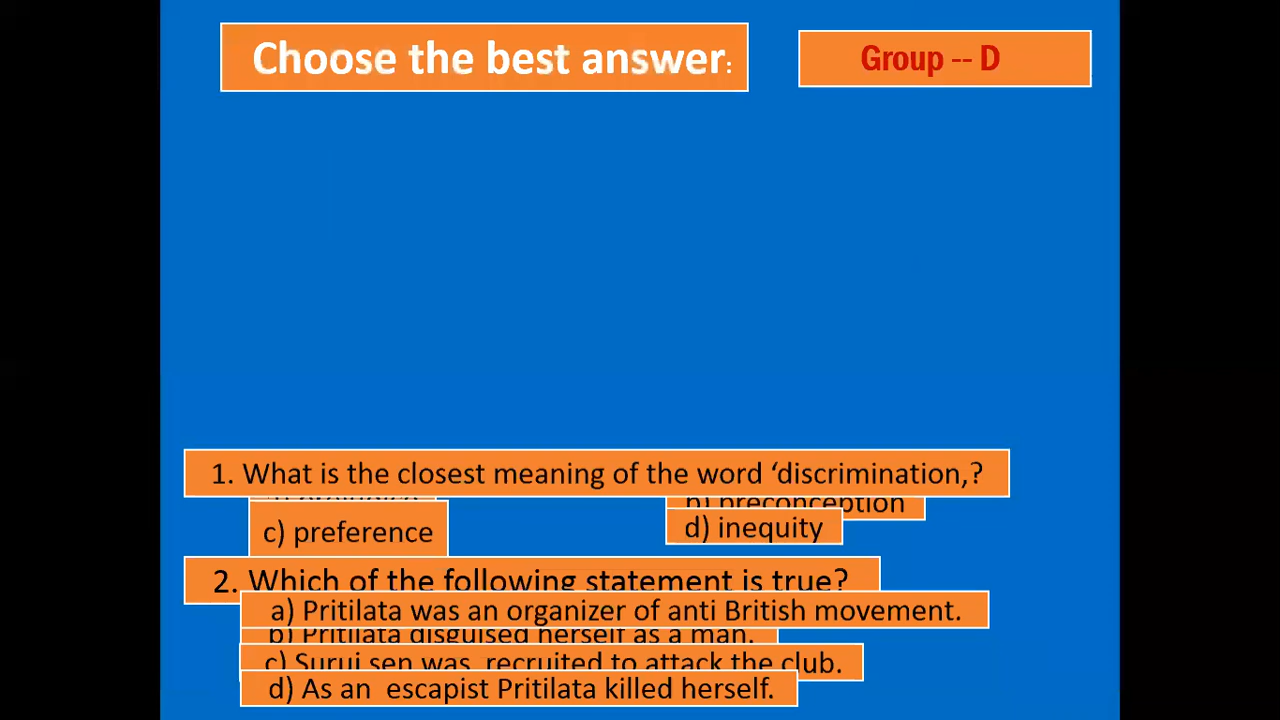 Choose the best answer:
Group -- D
1. What is the closest meaning of the word ‘discrimination,?
b) preconception
c) preference
d) inequity
2. Which of the following statement is true?
a) Pritilata was an organizer of anti British movement.
b) Pritilata disguised herself as a man.
c) Suruj sen was recruited to attack the club.
d) As an escapist Pritilata killed herself.